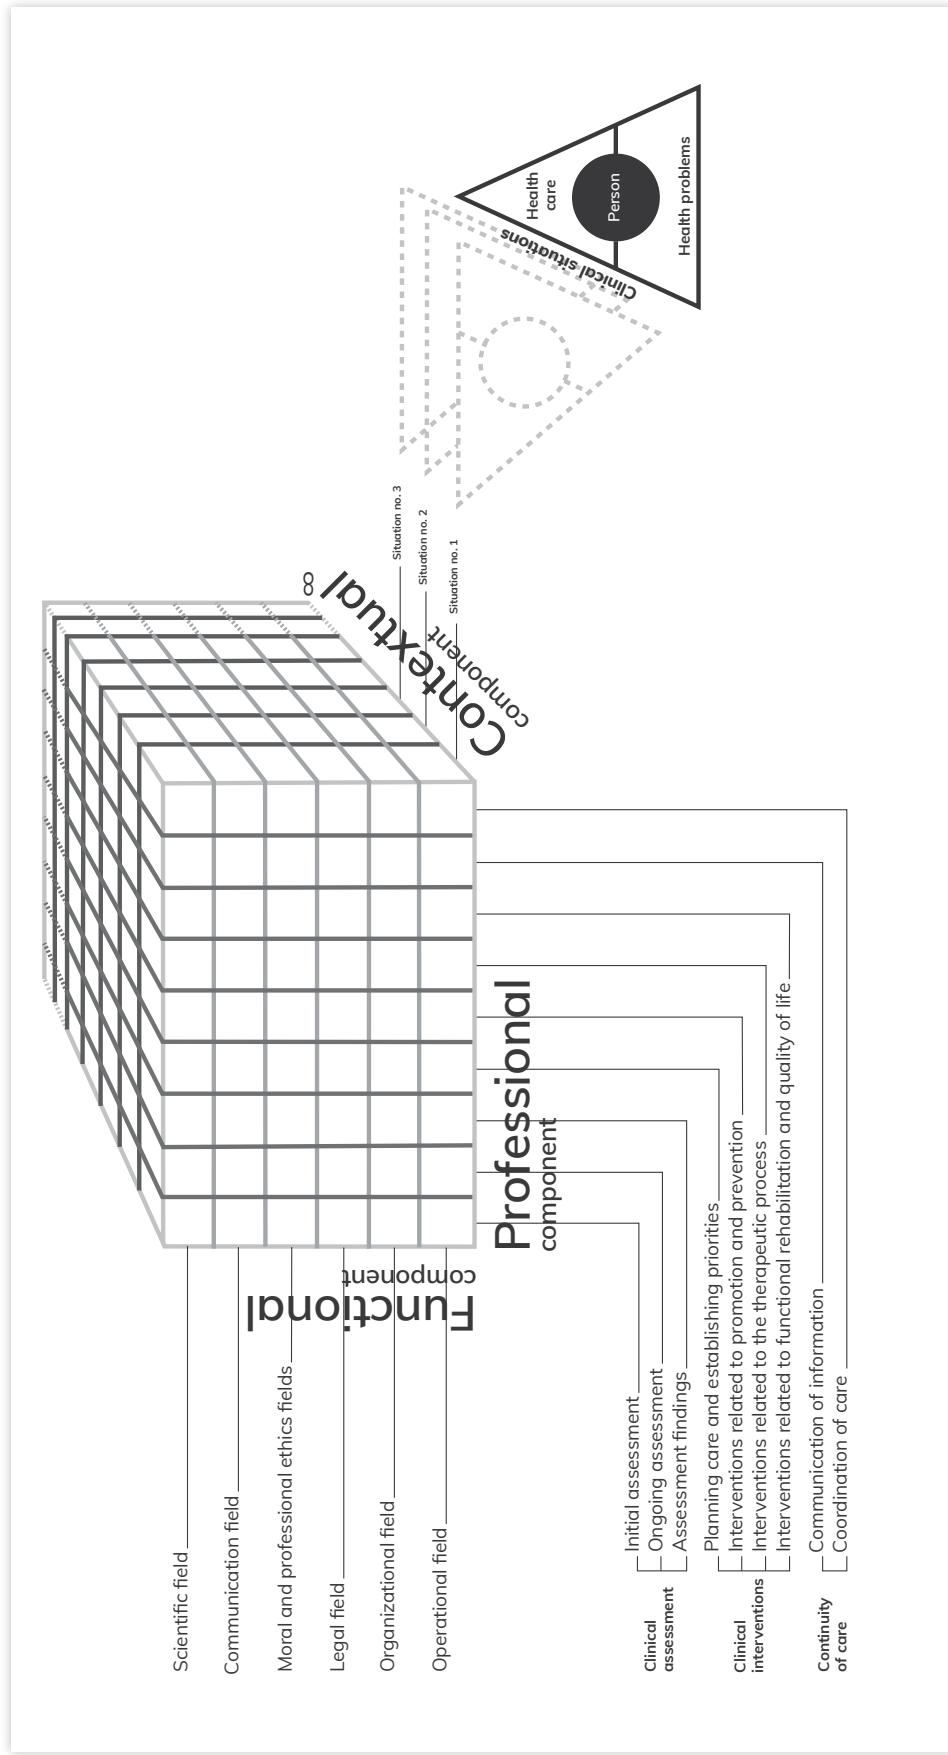 Scientific field
Communication field
Moral and professional ethics fields
Legal field
Organizational field
Operational field
Functional
component
Professional
component
Contextual
component
∞
Situation no. 3
Situation no. 2
Situation no. 1
Clinical situations
Health
care
Person
Health problems
Clinical
assessment
Initial assessment
Ongoing assessment
Assessment findings
Clinical
interventions
Planning care and establishing priorities
Interventions related to promotion and prevention
Interventions related to the therapeutic process
Interventions related to functional rehabilitation and quality of life
Continuity
of care
Communication of information
Coordination of care